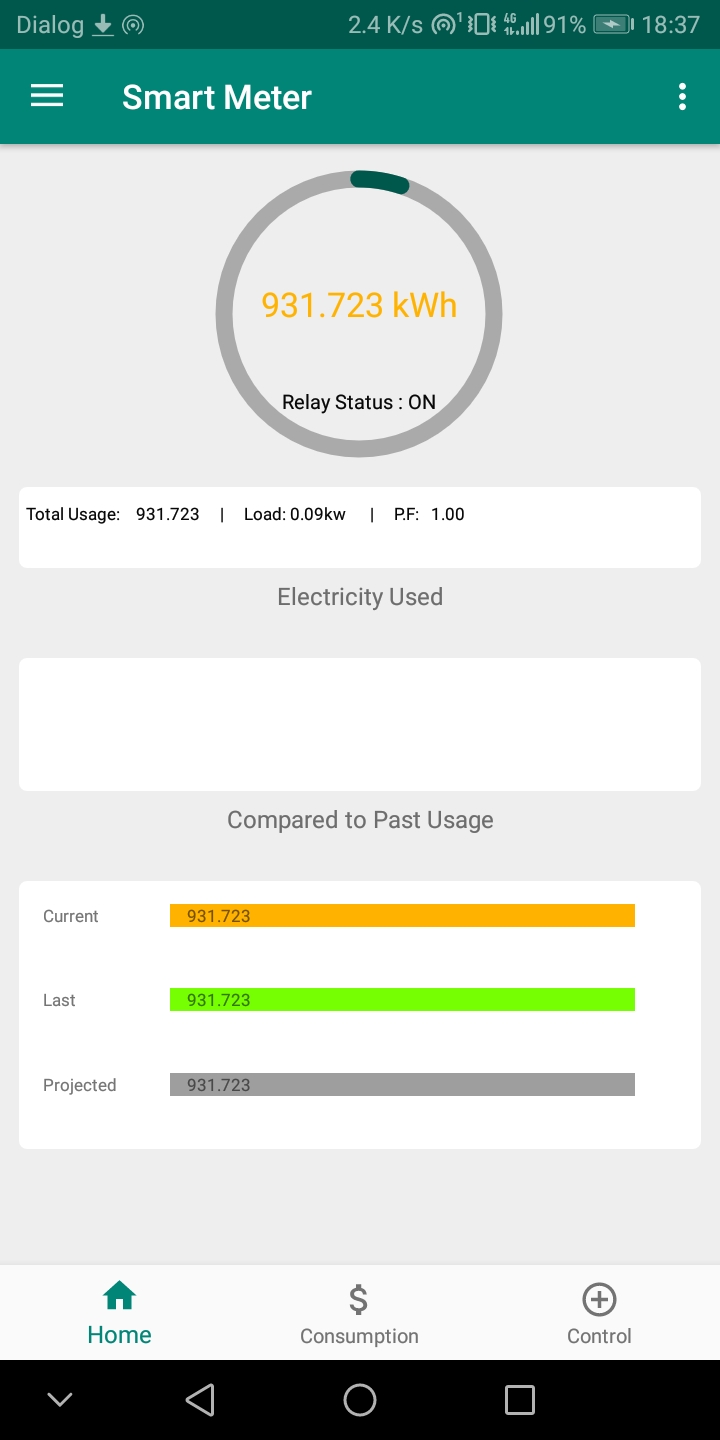 Dialog 2.4 K/s 1 4G 91% 18:37
Smart Meter
931.723 kWh
Relay Status : ON
Total Usage: 931.723 | Load: 0.09kw | P.F: 1.00
Electricity Used
Compared to Past Usage
Current 931.723
Last 931.723
Projected 931.723
Home Consumption Control